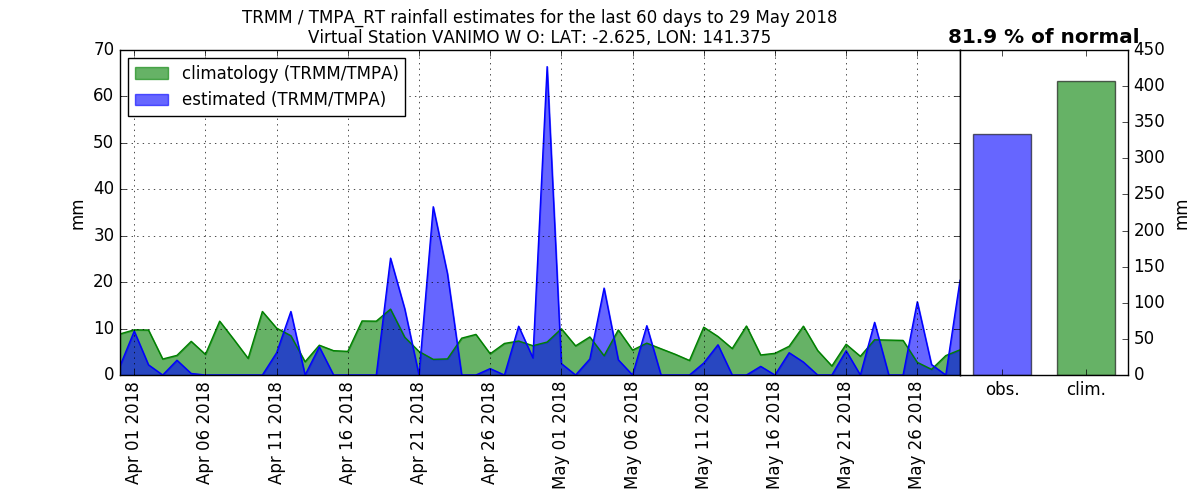 TRMM / TMPA_RT rainfall estimates for the last 60 days to 29 May 2018
Virtual Station VANIMO W O: LAT: -2.625, LON: 141.375
81.9 % of normal
climatology (TRMM/TMPA)
estimated (TRMM/TMPA)
70
60
50
40
30
20
10
0
mm
Apr 01 2018
Apr 06 2018
Apr 11 2018
Apr 16 2018
Apr 21 2018
Apr 26 2018
May 01 2018
May 06 2018
May 11 2018
May 16 2018
May 21 2018
May 26 2018
obs.
clim.
450
400
350
300
250
200
150
100
50
0
mm